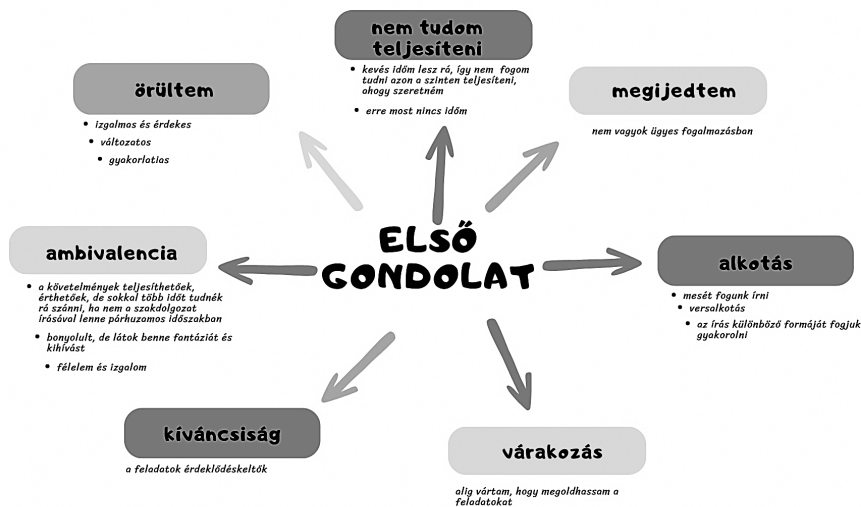 nem tudom
teljesíteni
• kevés időm lesz rá, így nem fogom
tudni azon a szinten teljesíteni,
ahogy szeretném
• erre most nincs időm
örültem
• izgalmas és érdekes
• változatos
• gyakorlatias
megijedtem
nem vagyok ügyes fogalmazásban
ELSŐ
GONDOLAT
ambivalencia
• a követelmények teljesíthetőek,
érthetőek, de sokkal több időt tudnék
rá szánni, ha nem a szakdolgozat
írásával lenne párhuzamos időszakban
• bonyolult, de látok benne fantáziát és
kihívást
• félelem és izgalom
alkotás
• mesét fogunk írni
• versalkotás
• az írás különböző formáját fogjuk
gyakorolni
kíváncsiság
a feladatok érdeklődéskeltők
várakozás
alig vártam, hogy megoldhassam a
feladatokat